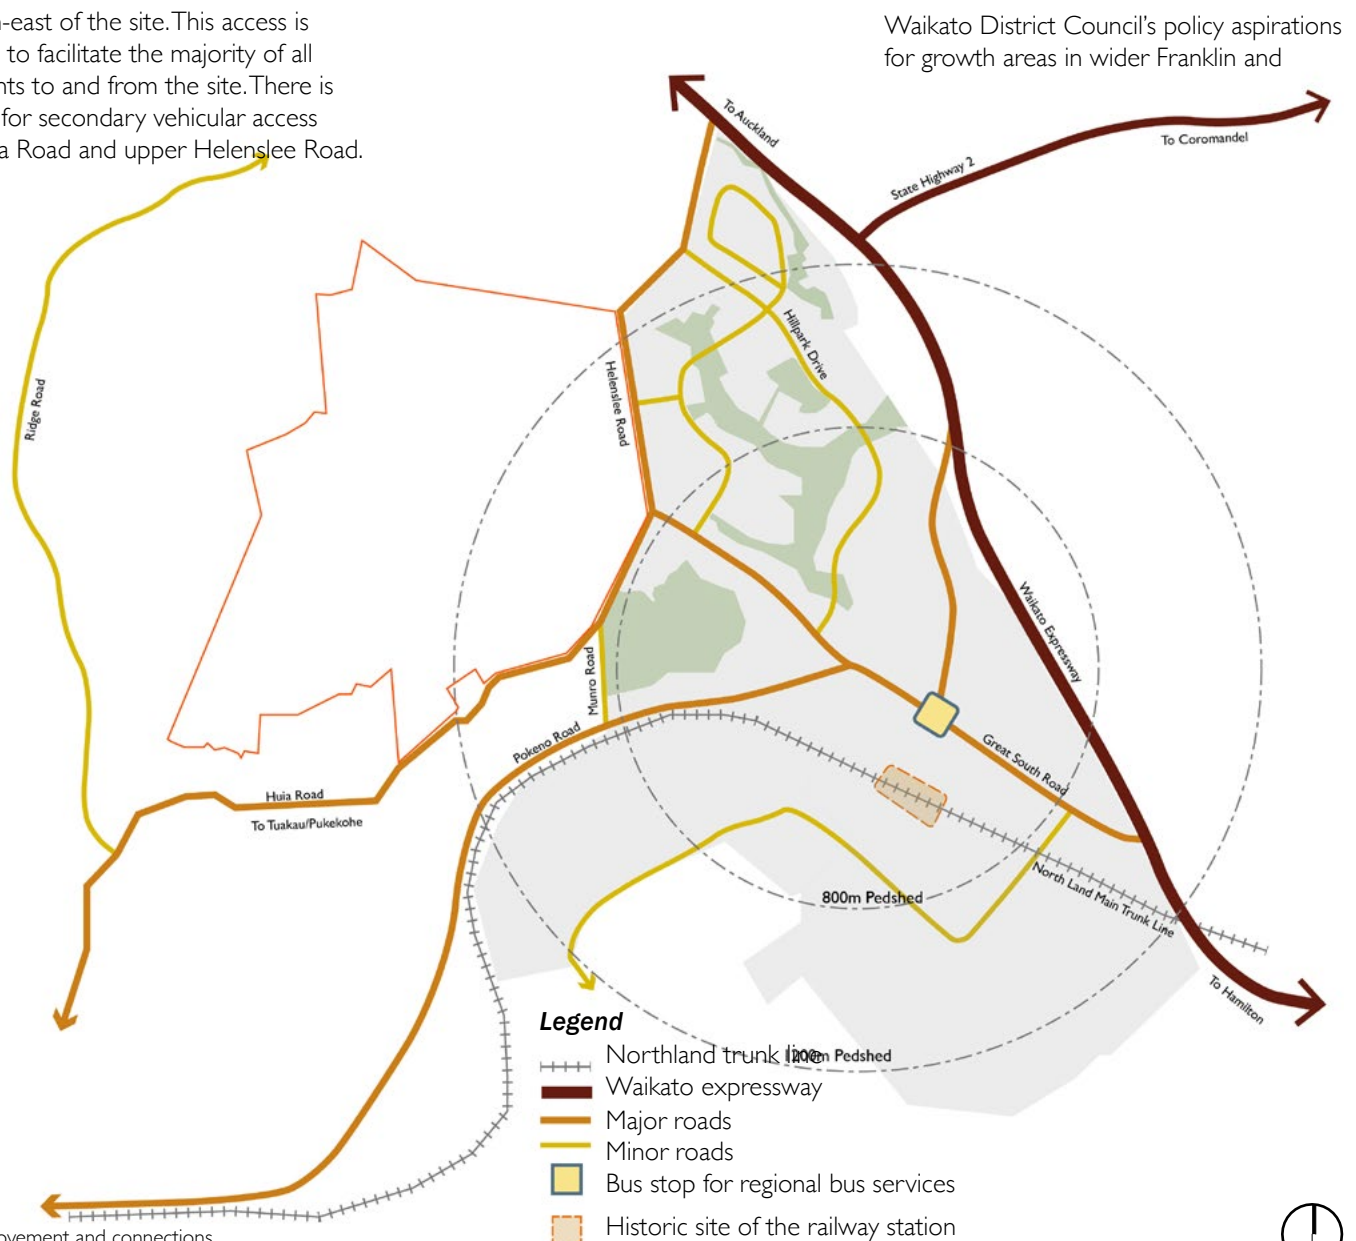 -east of the site. This access is
to facilitate the majority of all
nts to and from the site. There is
for secondary vehicular access
a Road and upper Helenslee Road.
Waikato District Council's policy aspirations
for growth areas in wider Franklin and
To Auckland
To Coromandel
State Highway 2
Ridge Road
Helenslee Road
Hillpark Drive
Waikato Expressway
Munro Road
Pokeno Road
Great South Road
Huia Road
To Tuakau/Pukekohe
800m Pedshed
North Land Main Trunk Line
To Hamilton
1200m Pedshed
Legend
Northland trunk line
Waikato expressway
Major roads
Minor roads
Bus stop for regional bus services
Historic site of the railway station
ovement and connections